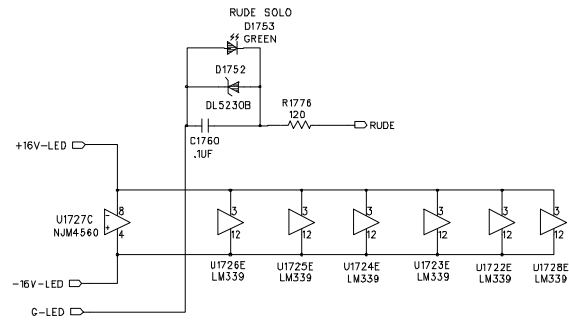 RUDE SOLO
D1753
GREEN
D1752
DL5230B
R1776
120
RUDE
C1760
.1UF
+16V-LED
U1727C
NJM4560
8
-
+
4
3
12
3
12
3
12
3
12
3
12
3
12
U1726E
LM339
U1725E
LM339
U1724E
LM339
U1723E
LM339
U1722E
LM339
U1728E
LM339
-16V-LED
G-LED